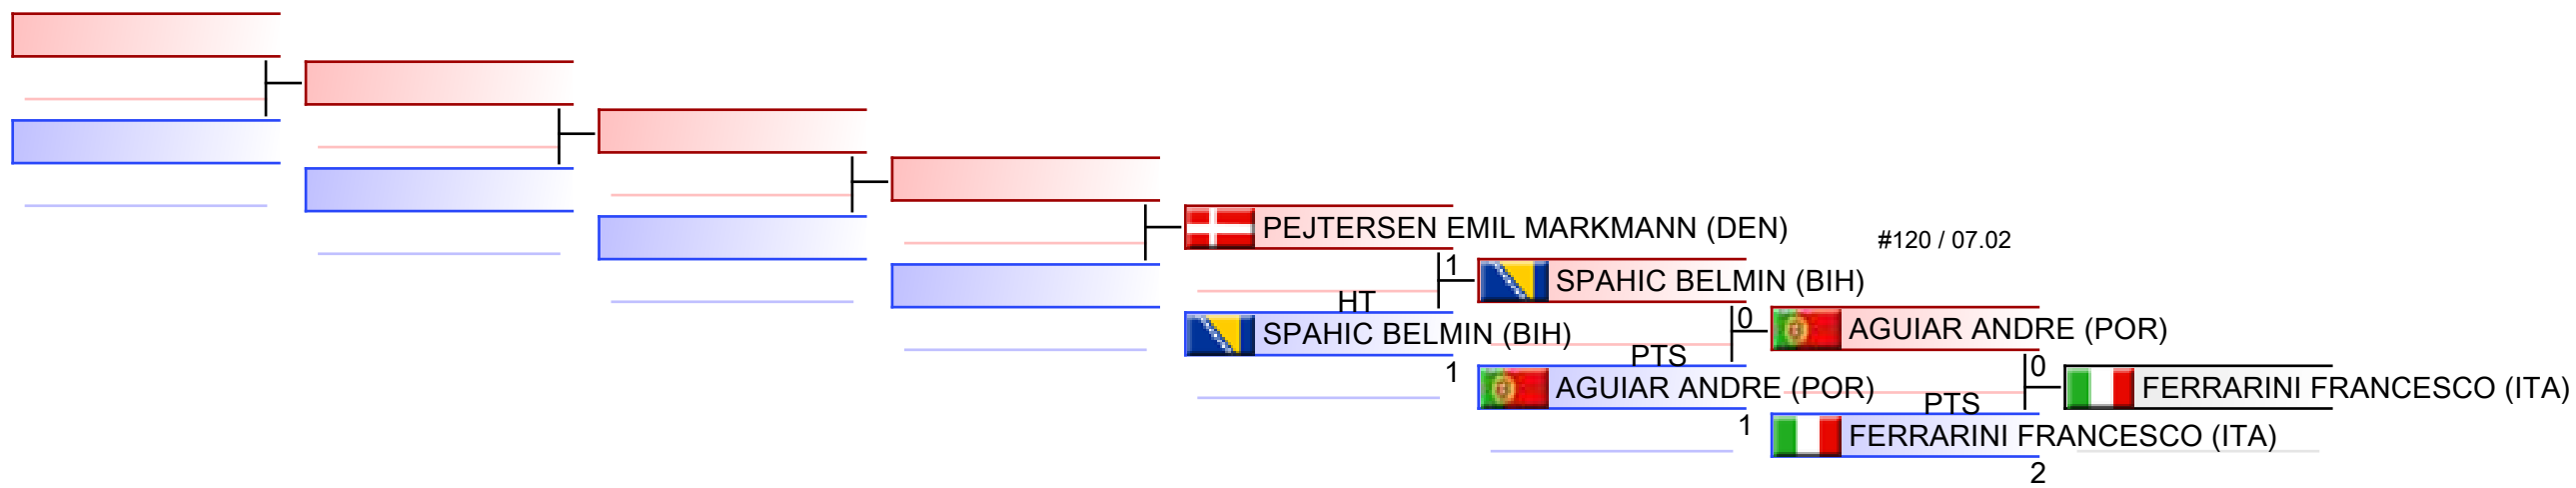 PEJTERSEN EMIL MARKMANN (DEN)
#120 / 07.02
1
SPAHIC BELMIN (BIH)
HT
SPAHIC BELMIN (BIH)
0
AGUIAR ANDRE (POR)
PTS
1
AGUIAR ANDRE (POR)
0
FERRARINI FRANCESCO (ITA)
PTS
1
FERRARINI FRANCESCO (ITA)
2